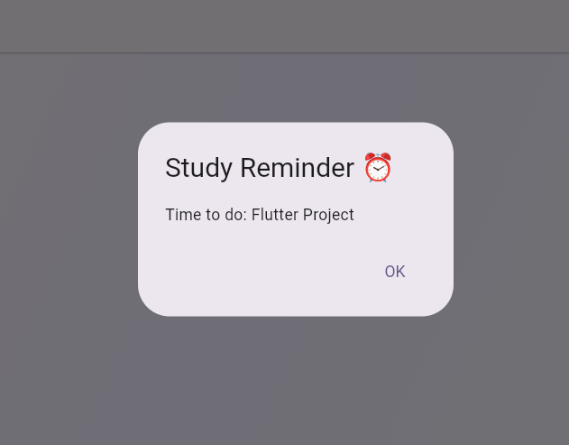 Study Reminder ⏰
Time to do: Flutter Project
OK